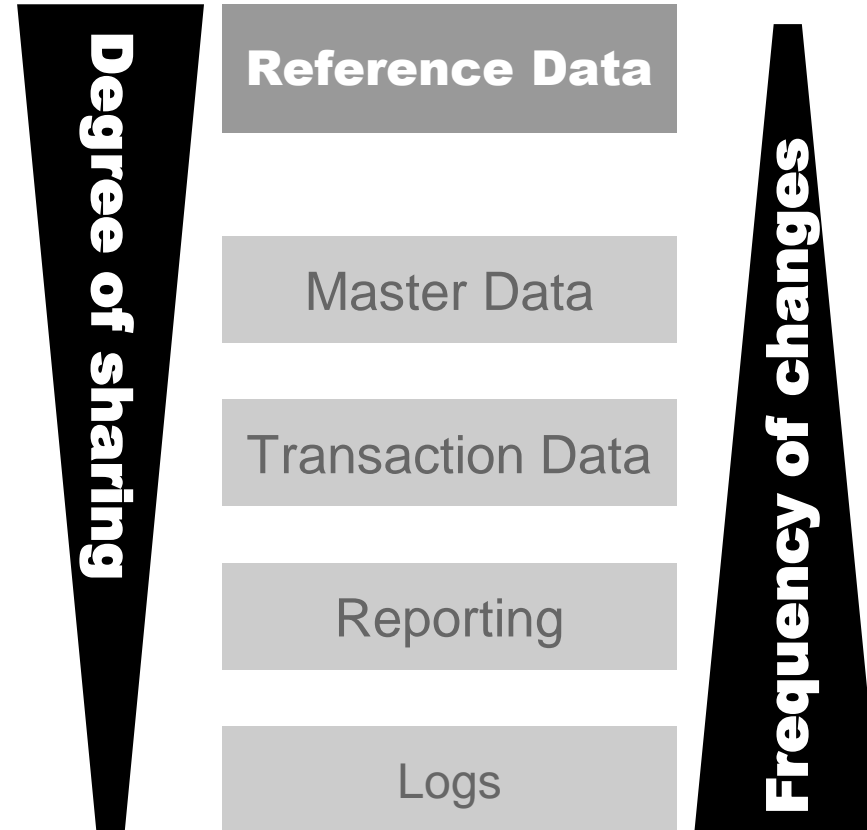 Degree of sharing
Reference Data
Master Data
Transaction Data
Reporting
Logs
Frequency of changes